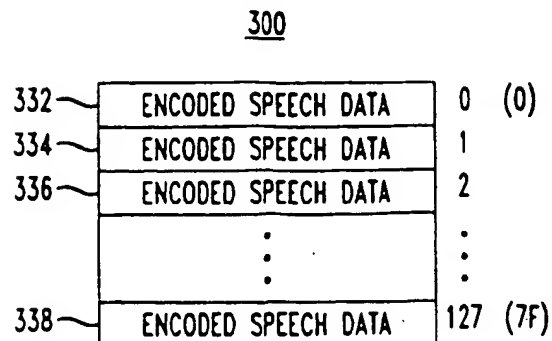 300
332 ENCODED SPEECH DATA 0 (0)
334 ENCODED SPEECH DATA 1
336 ENCODED SPEECH DATA 2
338 ENCODED SPEECH DATA 127 (7F)